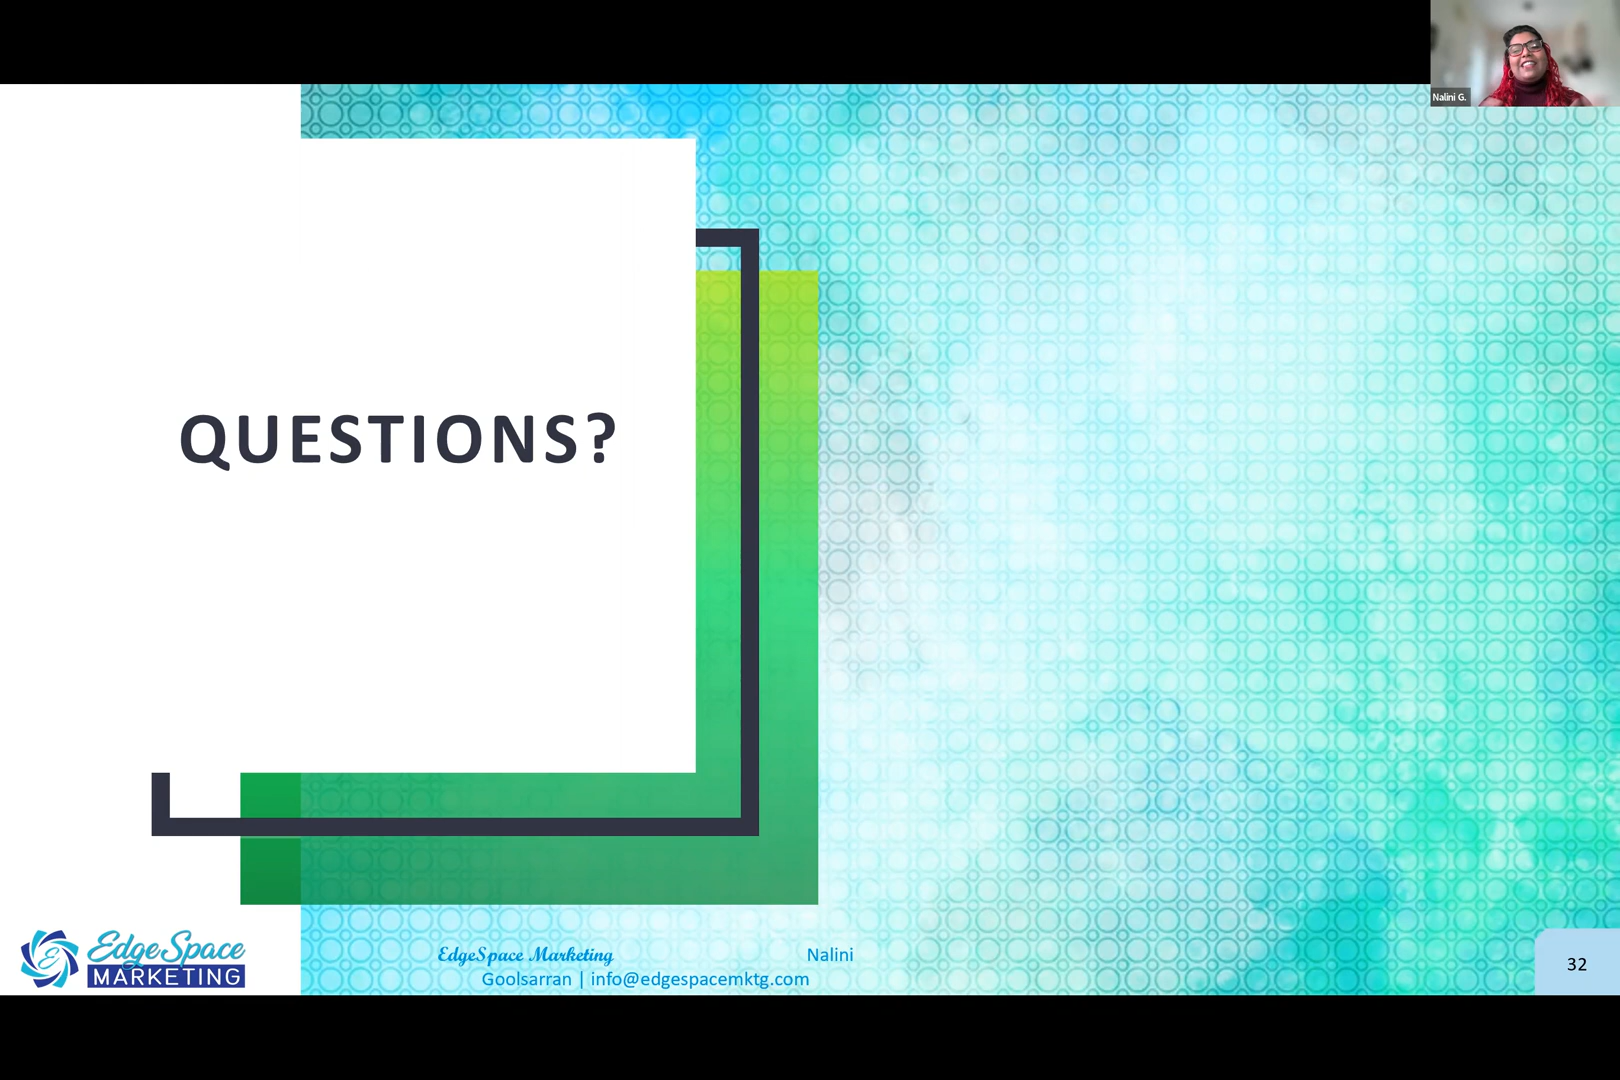 Nalini G.
QUESTIONS?
EdgeSpace
MARKETING
EdgeSpace Marketing Nalini
Goolsarran | info@edgespacemktg.com
32